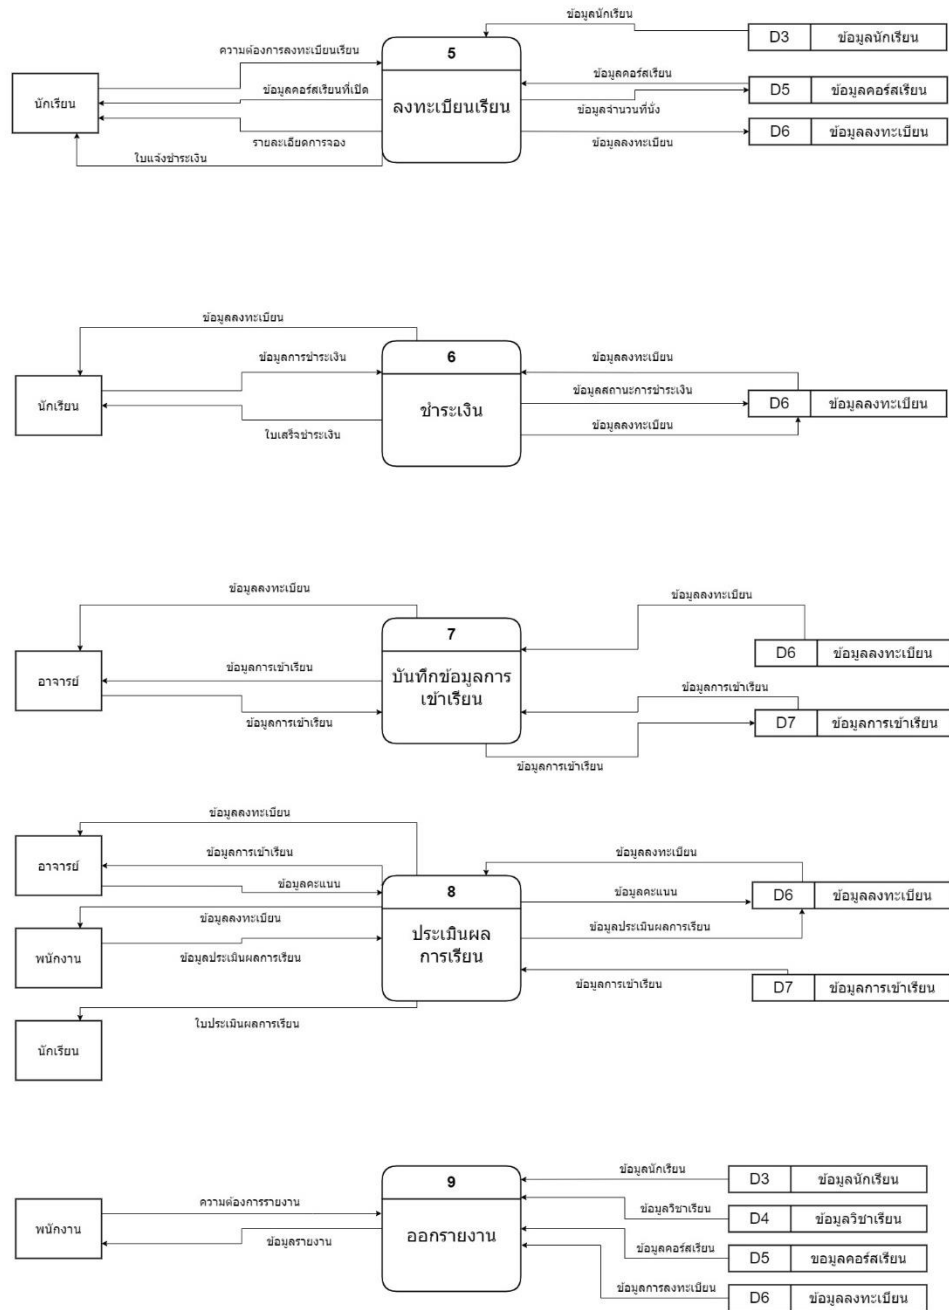 ข้อมูลนักเรียน
D3 ข้อมูลนักเรียน
5
ความต้องการลงทะเบียนเรียน
ข้อมูลคอร์สเรียน
นักเรียน
ข้อมูลคอร์สเรียนที่เปิด
ลงทะเบียนเรียน
D5 ข้อมูลคอร์สเรียน
ข้อมูลจำนวนที่นั่ง
รายละเอียดการจอง
D6 ข้อมูลลงทะเบียน
ข้อมูลลงทะเบียน
ใบแจ้งชำระเงิน
ข้อมูลลงทะเบียน
6
ข้อมูลการชำระเงิน
ข้อมูลลงทะเบียน
ข้อมูลสถานะการชำระเงิน
นักเรียน
ชำระเงิน
D6 ข้อมูลลงทะเบียน
ใบเสร็จชำระเงิน
ข้อมูลลงทะเบียน
ข้อมูลลงทะเบียน
ข้อมูลลงทะเบียน
7
D6 ข้อมูลลงทะเบียน
อาจารย์
ข้อมูลการเข้าเรียน
บันทึกข้อมูลการ
เข้าเรียน
ข้อมูลการเข้าเรียน
ข้อมูลการเข้าเรียน
D7 ข้อมูลการเข้าเรียน
ข้อมูลการเข้าเรียน
ข้อมูลลงทะเบียน
อาจารย์
ข้อมูลการเข้าเรียน
ข้อมูลลงทะเบียน
ข้อมูลคะแนน
8
ข้อมูลคะแนน
D6 ข้อมูลลงทะเบียน
ข้อมูลลงทะเบียน
ประเมินผล
การเรียน
ข้อมูลประเมินผลการเรียน
พนักงาน
ข้อมูลประเมินผลการเรียน
ข้อมูลการเข้าเรียน
D7 ข้อมูลการเข้าเรียน
ใบประเมินผลการเรียน
นักเรียน
ข้อมูลนักเรียน
D3 ข้อมูลนักเรียน
9
ความต้องการรายงาน
ข้อมูลวิชาเรียน
D4 ข้อมูลวิชาเรียน
พนักงาน
ข้อมูลรายงาน
ออกรายงาน
ข้อมูลคอร์สเรียน
D5 ขอมูลคอร์สเรียน
ข้อมูลการลงทะเบียน
D6 ข้อมูลลงทะเบียน